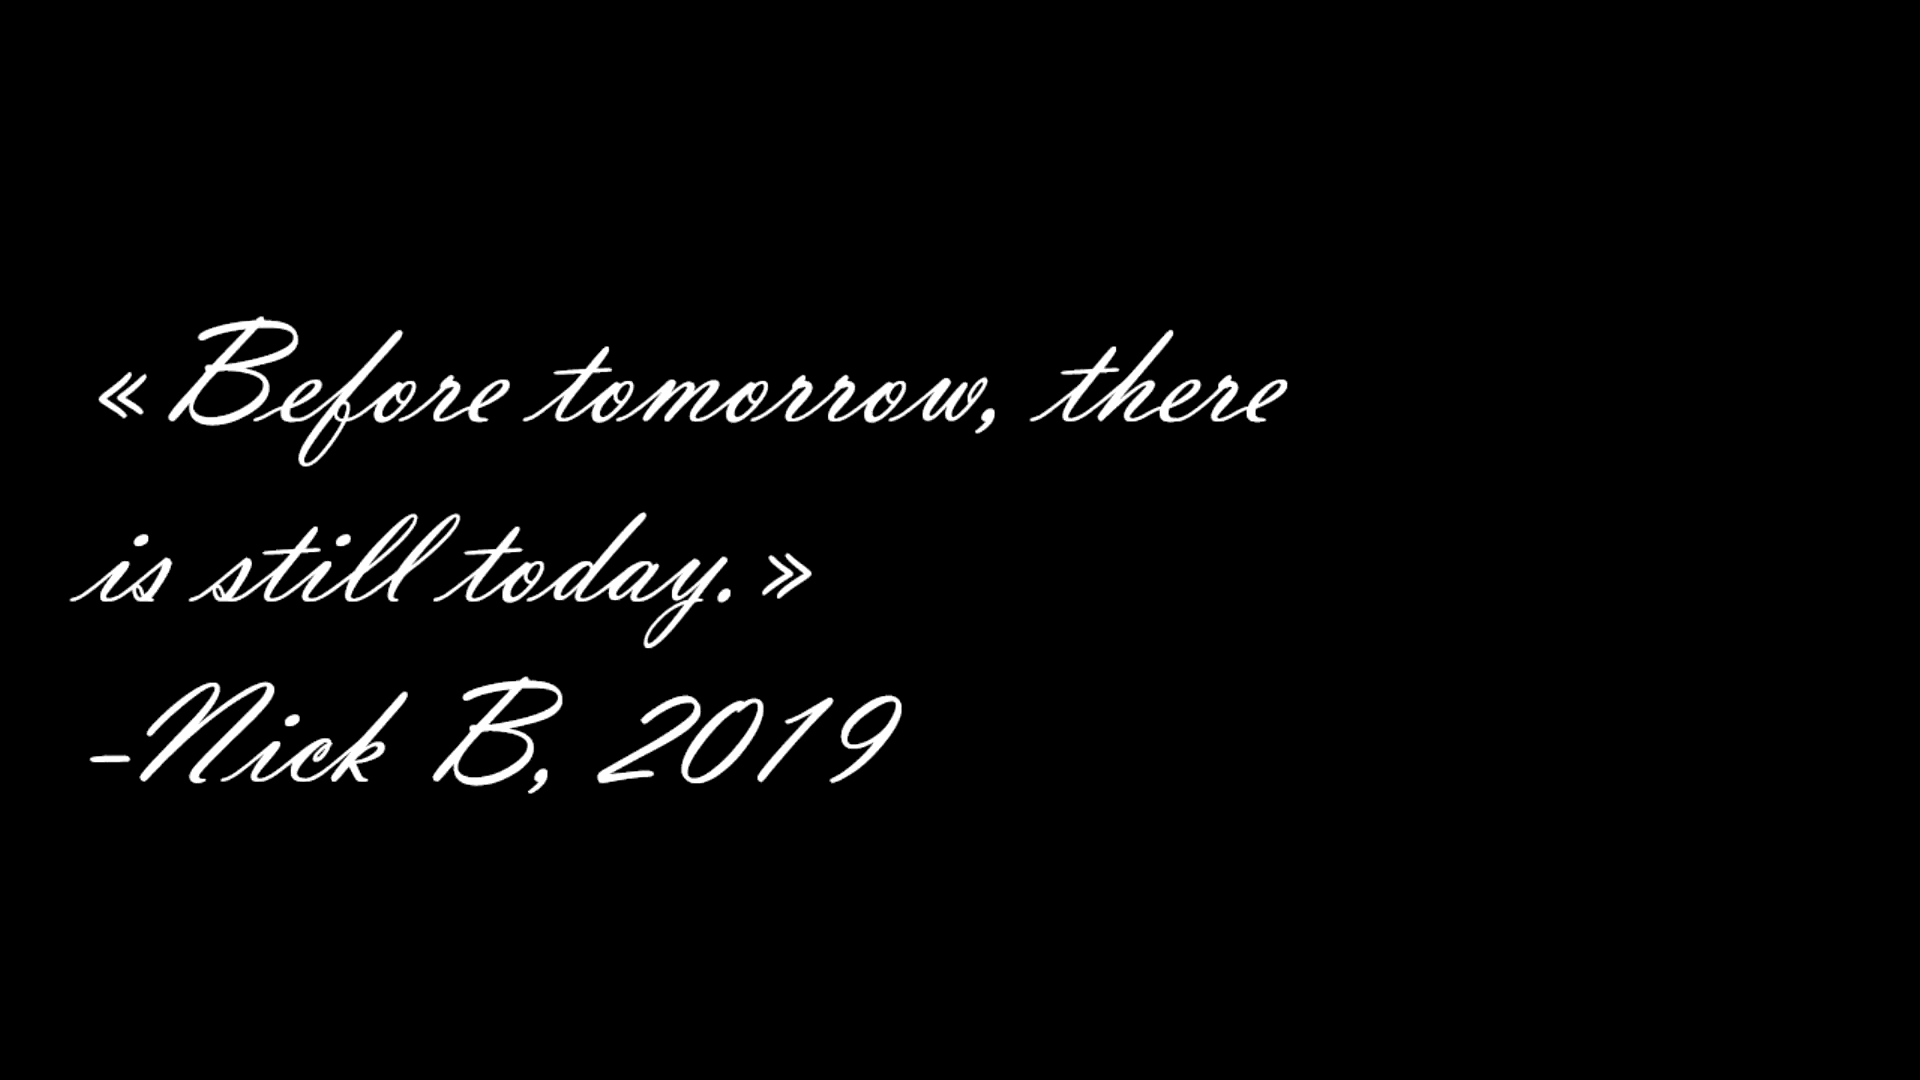 « Before tomorrow, there
is still today. »
-Nick B, 2019